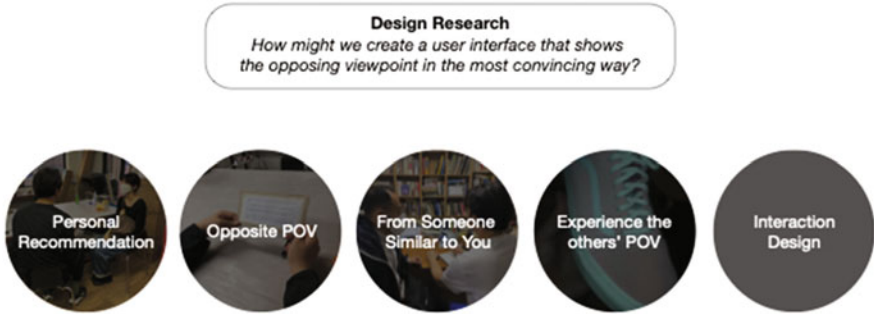 Design Research
How might we create a user interface that shows
the opposing viewpoint in the most convincing way?
Personal
Recommendation
Opposite POV
From Someone
Similar to You
Experience the
others' POV
Interaction
Design